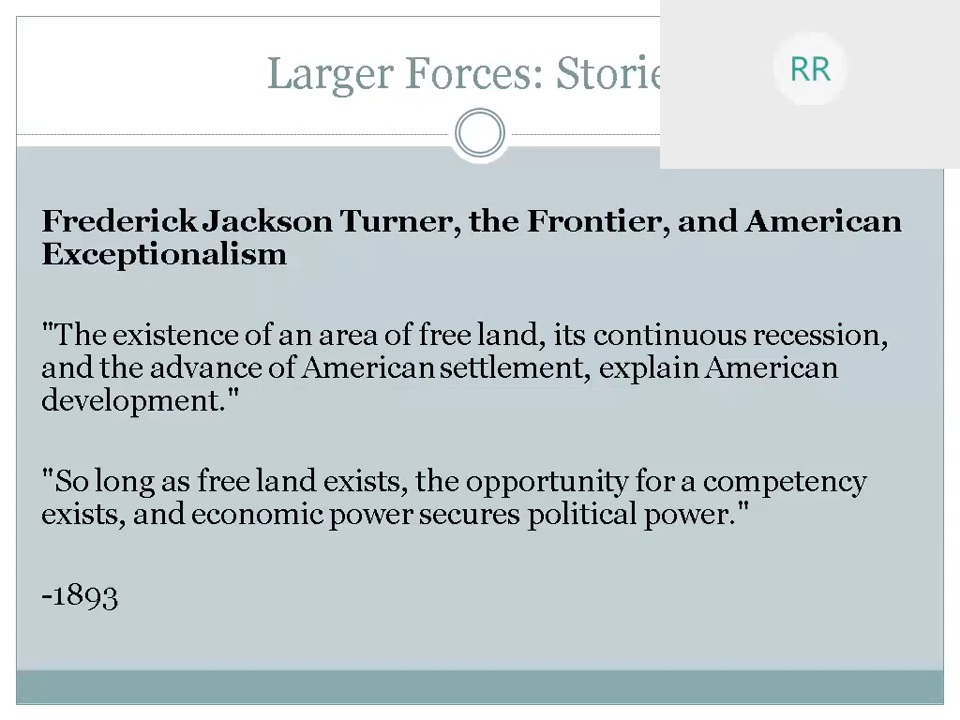 Larger Forces: Storie
RR
Frederick Jackson Turner, the Frontier, and American
Exceptionalism
"The existence of an area of free land, its continuous recession,
and the advance of American settlement, explain American
development."
"So long as free land exists, the opportunity for a competency
exists, and economic power secures political power."
-1893